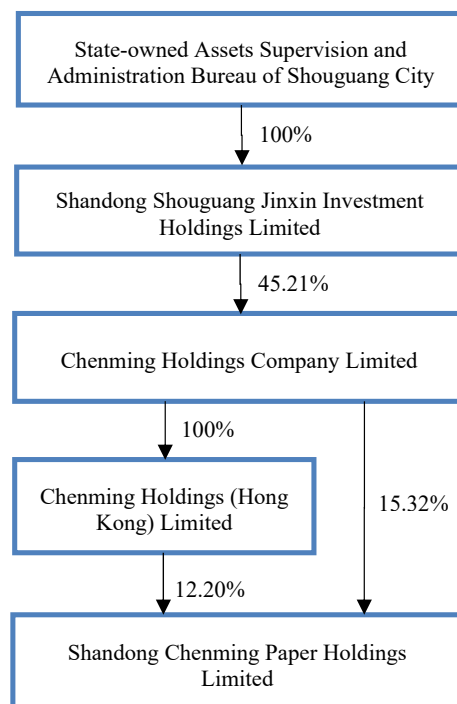 State-owned Assets Supervision and
Administration Bureau of Shouguang City
100%
Shandong Shouguang Jinxin Investment
Holdings Limited
45.21%
Chenming Holdings Company Limited
100%
Chenming Holdings (Hong
Kong) Limited
15.32%
12.20%
Shandong Chenming Paper Holdings
Limited